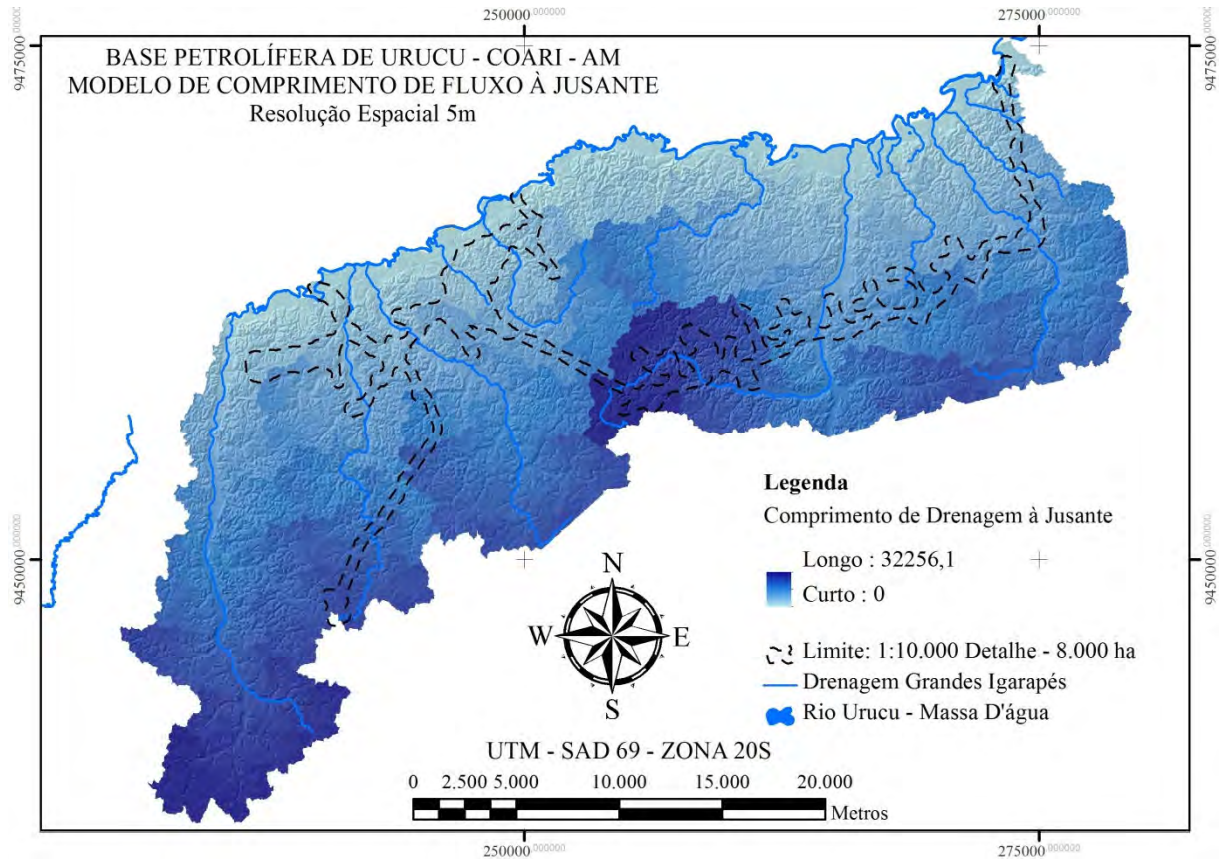 250000,000000
275000,000000
9475000,000000
9475000,000000
BASE PETROLÍFERA DE URUCU - COARI - AM
MODELO DE COMPRIMENTO DE FLUXO À JUSANTE
Resolução Espacial 5m
Legenda
Comprimento de Drenagem à Jusante
Longo : 32256,1
Curto : 0
9450000,000000
9450000,000000
N
W
E
S
Limite: 1:10.000 Detalhe - 8.000 ha
Drenagem Grandes Igarapés
Rio Urucu - Massa D'água
UTM - SAD 69 - ZONA 20S
0 2.500 5.000 10.000 15.000 20.000
Metros
250000,000000
275000,000000